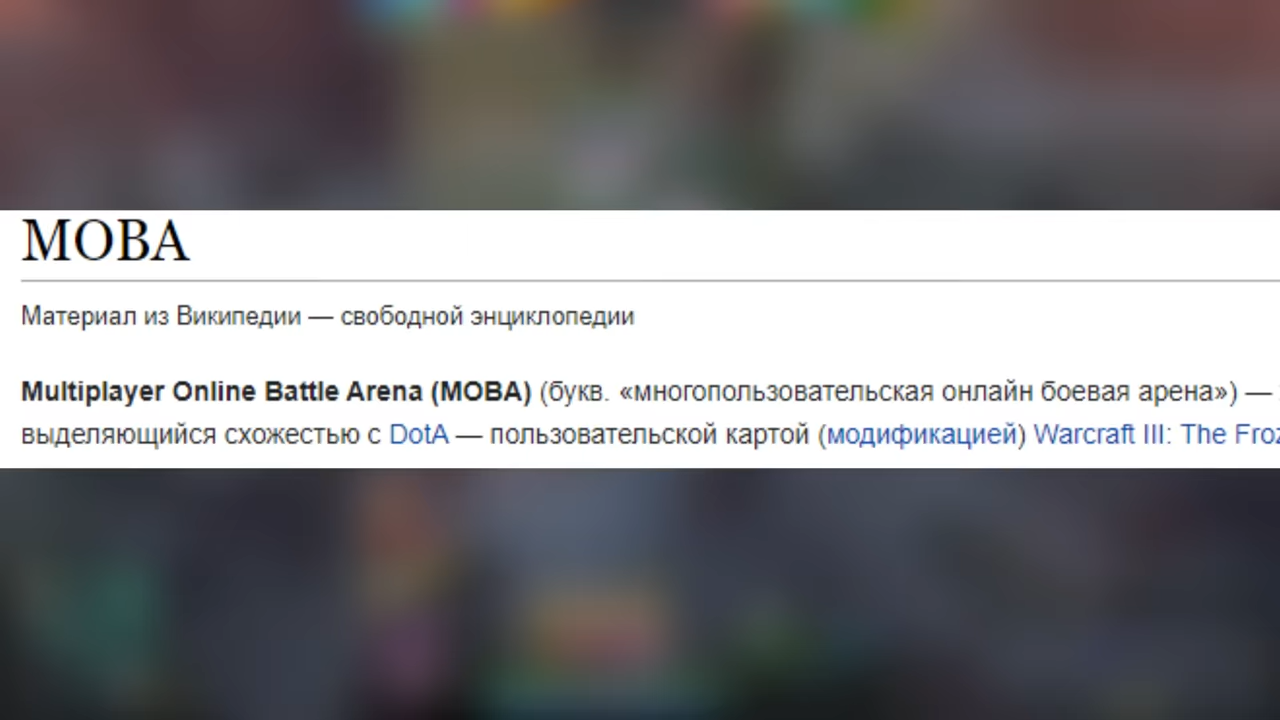 MOBA
Материал из Википедии — свободной энциклопедии
Multiplayer Online Battle Arena (MOBA) (букв. «многопользовательская онлайн боевая арена») —
выделяющийся схожестью с DotA — пользовательской картой (модификацией) Warcraft III: The